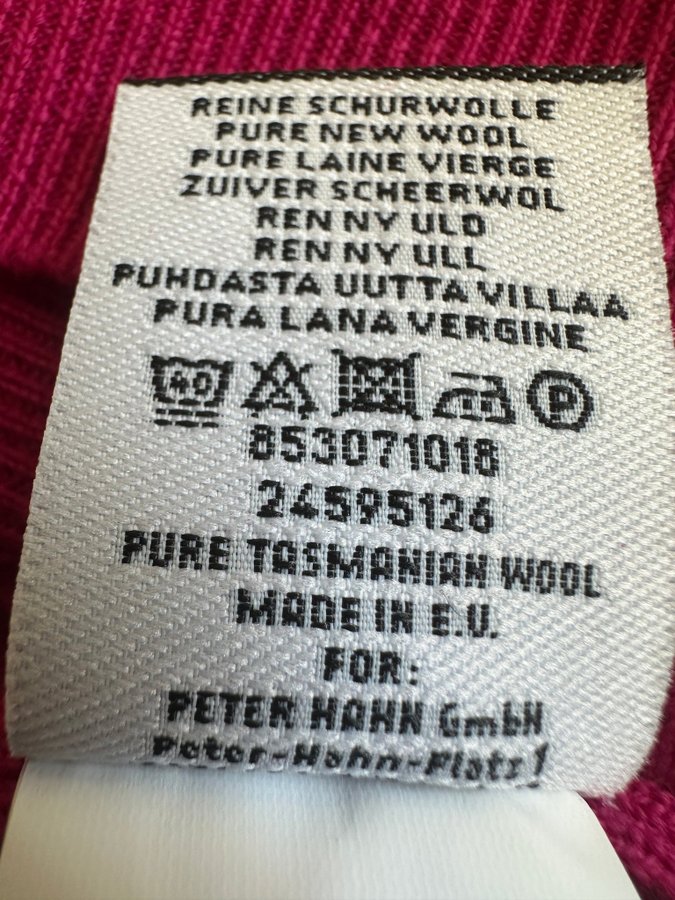 REINE SCHURWOLLE
PURE NEW WOOL
PURE LAINE VIERGE
ZUIVER SCHEERWOL
REN NY ULD
REN NY ULL
PUHDASTA UUTTA VILLAA
PURA LANA VERGINE
40 P
853071018
24595126
PURE TASMANIAN WOOL
MADE IN E.U.
FOR:
PETER HAHN GmbH
Peter-Hahn-Platz 1